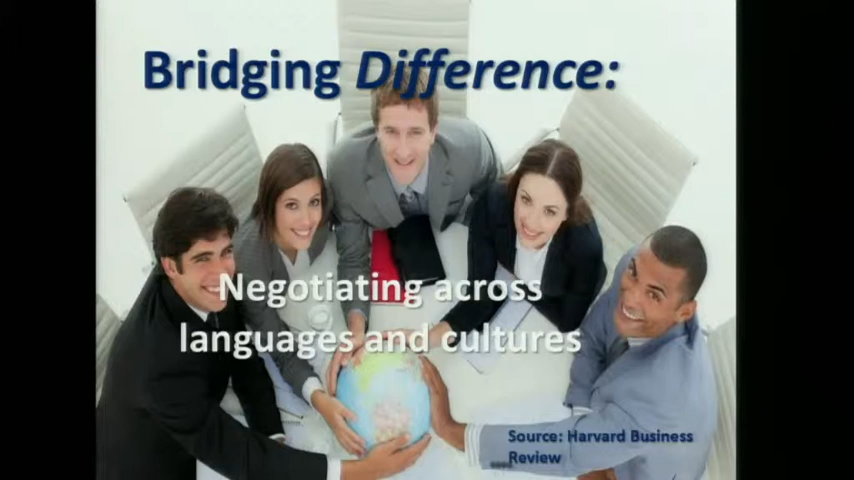 Bridging Difference:
Negotiating across
languages and cultures
Source: Harvard Business
Review